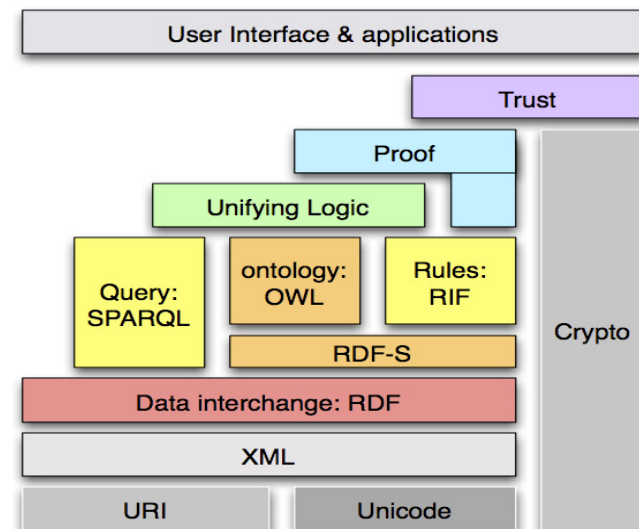 User Interface & applications
Trust
Proof
Unifying Logic
Query:
SPARQL
ontology:
OWL
Rules:
RIF
Crypto
RDF-S
Data interchange: RDF
XML
URI
Unicode